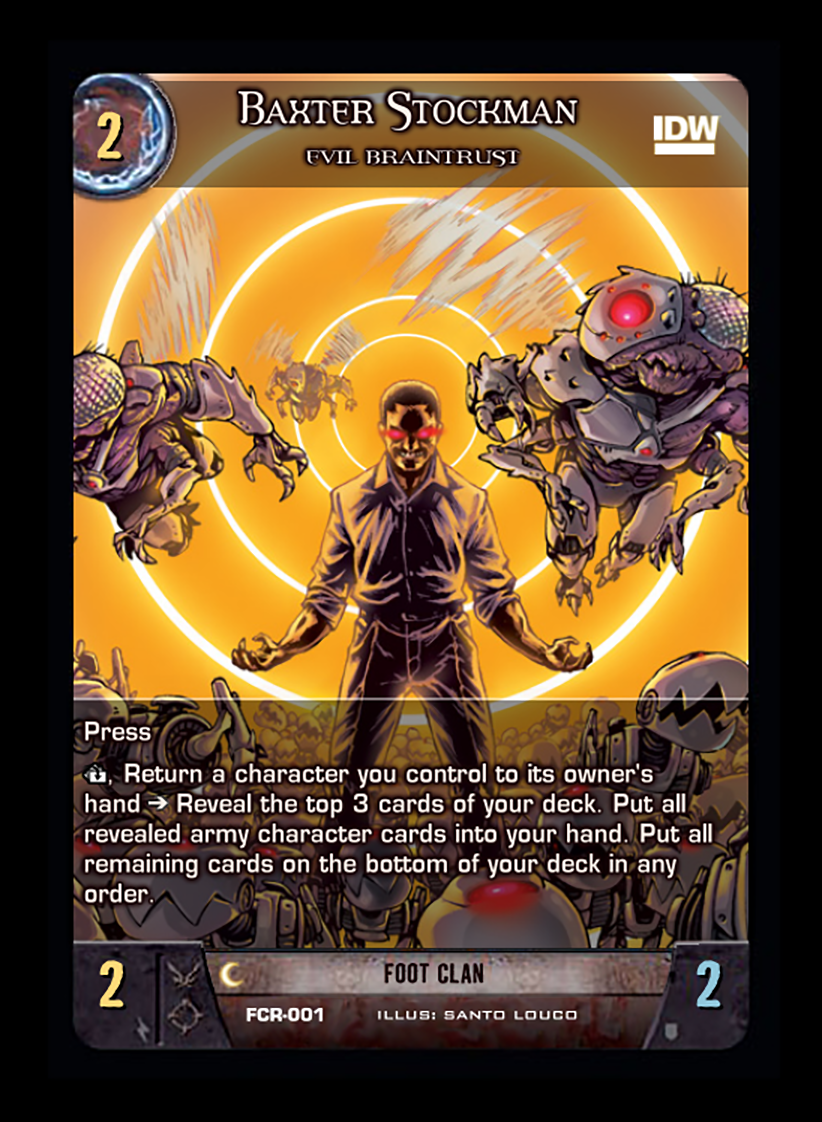 2
Baxter Stockman
IDW
Evil Braintrust
Press
, Return a character you control to its owner's
hand → Reveal the top 3 cards of your deck. Put all
revealed army character cards into your hand. Put all
remaining cards on the bottom of your deck in any
order.
2
FOOT CLAN
2
FCR-001
ILLUS: SANTO LOUCO